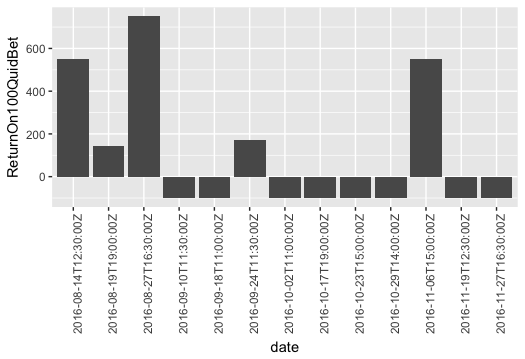 ReturnOn100QuidBet
600
400
200
0
2016-08-14T12:30:00Z
2016-08-19T19:00:00Z
2016-08-27T16:30:00Z
2016-09-10T11:30:00Z
2016-09-18T11:00:00Z
2016-09-24T11:30:00Z
2016-10-02T11:00:00Z
2016-10-17T19:00:00Z
2016-10-23T15:00:00Z
2016-10-29T14:00:00Z
2016-11-06T15:00:00Z
2016-11-19T12:30:00Z
2016-11-27T16:30:00Z
date